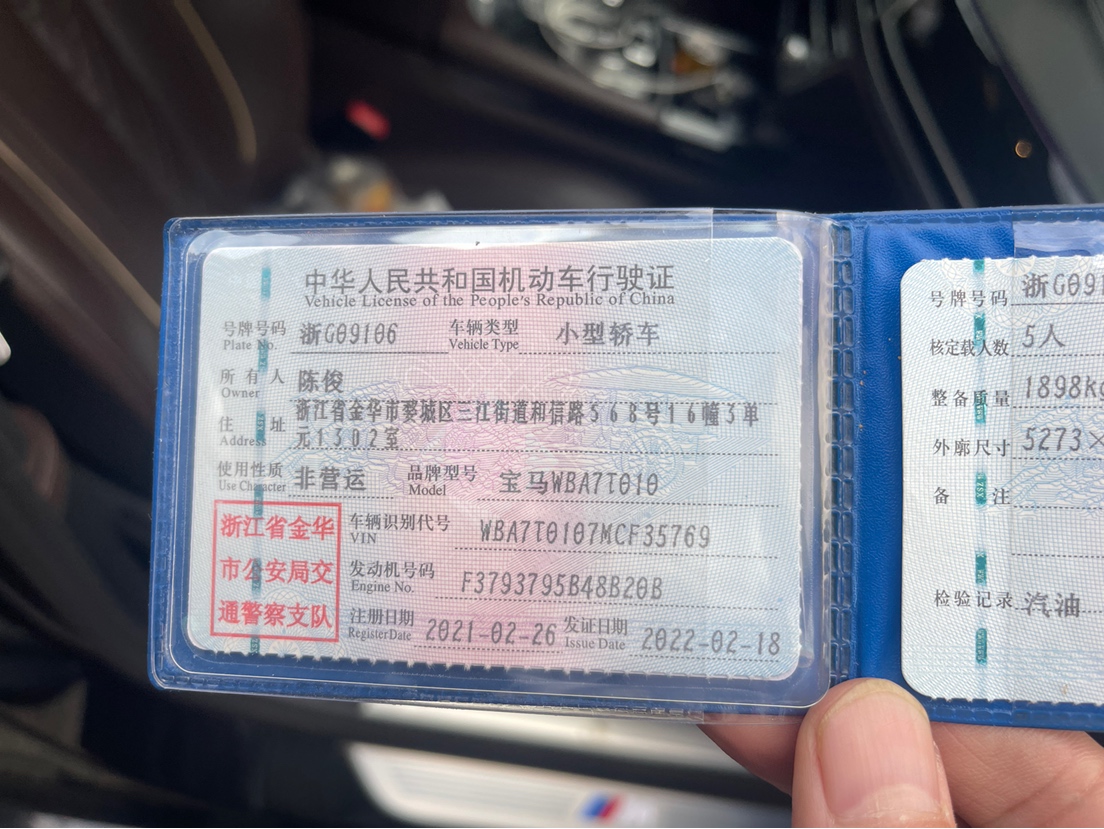 中华人民共和国机动车行驶证
Vehicle License of the People's Republic of China
号牌号码 浙G09106 车辆类型 小型轿车
Plate No. Vehicle Type
所有人 陈俊
Owner
住址 浙江省金华市婺城区三江街道和信路568号16幢3单
Address 元1302室
使用性质 非营运 品牌型号 宝马WBA7T010
Use Character Model
浙江省金华
市公安局交
通警察支队
车辆识别代号 WBA7T0107MCF35769
VIN
发动机号码 F3793795B48B20B
Engine No.
注册日期 2021-02-26 发证日期 2022-02-18
Register Date Issue Date
号牌号码 浙G091
核定载人数 5人
整备质量 1898kg
外廓尺寸 5273×
备注
检验记录 汽油